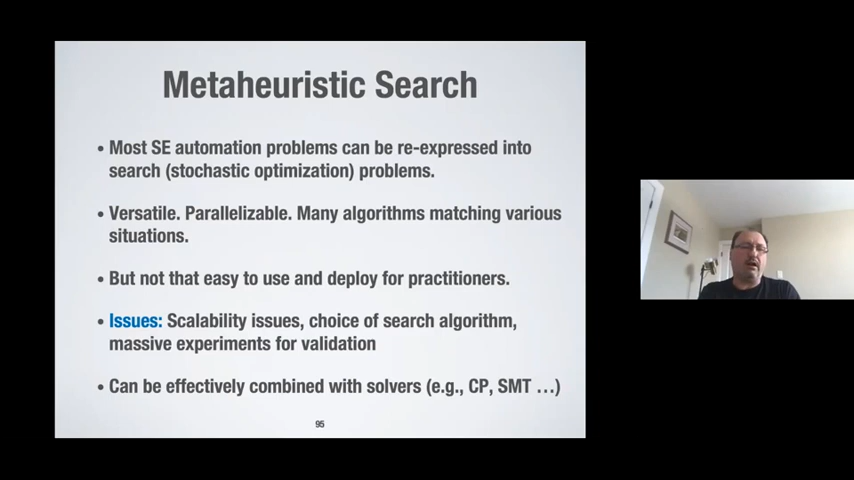 Metaheuristic Search
• Most SE automation problems can be re-expressed into
search (stochastic optimization) problems.
• Versatile. Parallelizable. Many algorithms matching various
situations.
• But not that easy to use and deploy for practitioners.
• Issues: Scalability issues, choice of search algorithm,
massive experiments for validation
• Can be effectively combined with solvers (e.g., CP, SMT …)
95